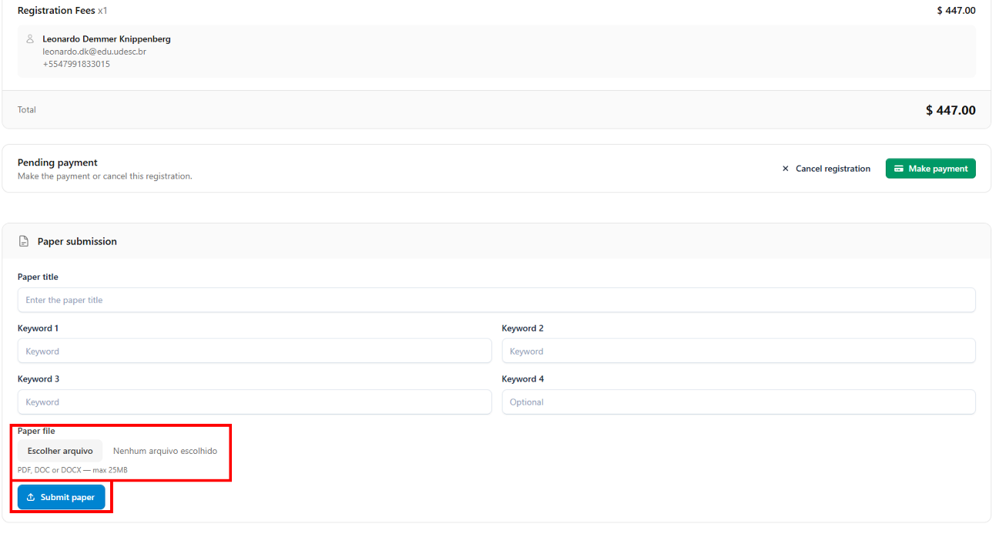 Registration Fees x1
$ 447.00
Leonardo Demmer Knippenberg
leonardo.dk@edu.udesc.br
+5547991833015
Total
$ 447.00
Pending payment
Make the payment or cancel this registration.
× Cancel registration
Make payment
Paper submission
Paper title
Enter the paper title
Keyword 1
Keyword 2
Keyword
Keyword
Keyword 3
Keyword 4
Keyword
Optional
Paper file
Escolher arquivo Nenhum arquivo escolhido
PDF, DOC or DOCX — max 25MB
Submit paper